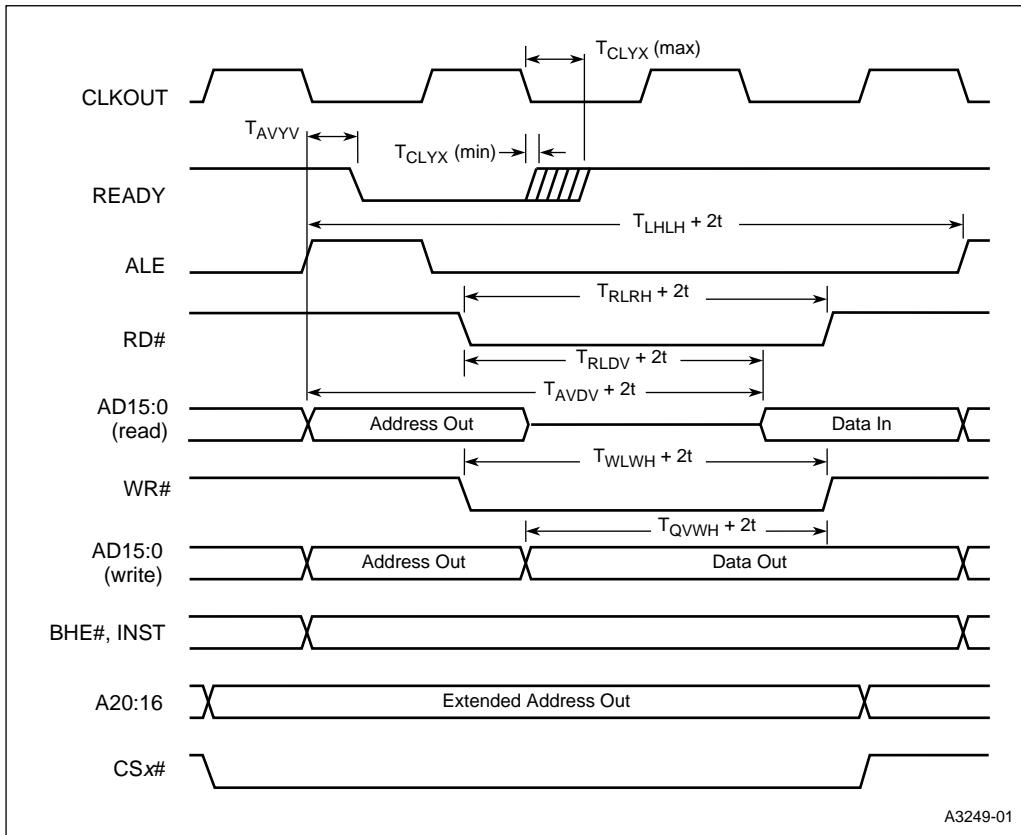 T_CLYX (max)
CLKOUT
T_AVYV
T_CLYX (min)
READY
T_LHLH + 2t
ALE
T_RLRH + 2t
RD#
T_RLDV + 2t
T_AVDV + 2t
AD15:0
(read)
Address Out
Data In
T_WLWH + 2t
WR#
T_QVWH + 2t
AD15:0
(write)
Address Out
Data Out
BHE#, INST
A20:16
Extended Address Out
CSx#
A3249-01